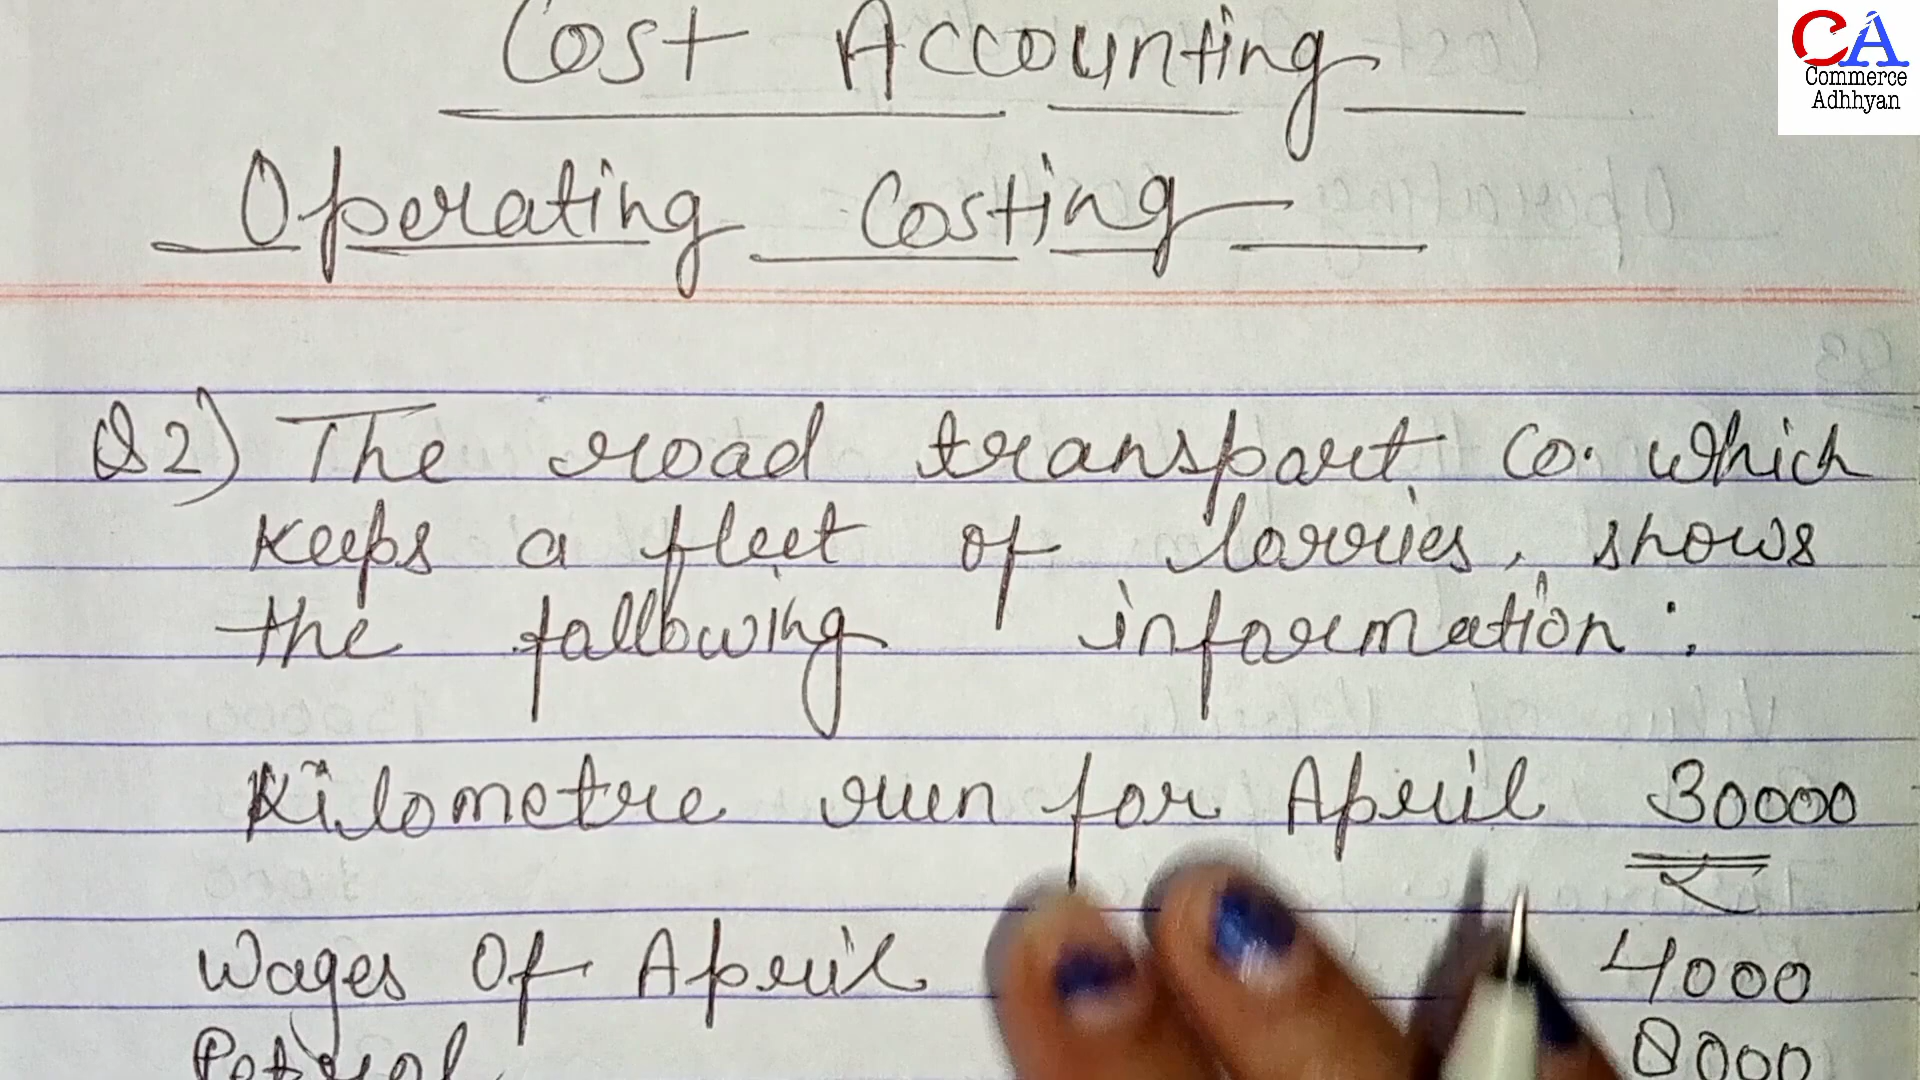 Cost Accounting
CA
Commerce
Adhhyan
Operating Costing
Q2) The road transport Co. which
keeps a fleet of lorries, shows
the following information :
Kilometre run for April 30000
₹
Wages Of April 4000
Petrol 8000